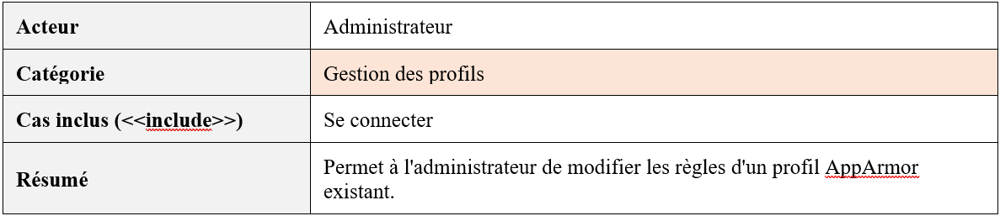 Acteur Administrateur
Catégorie Gestion des profils
Cas inclus (<<include>>) Se connecter
Résumé Permet à l'administrateur de modifier les règles d'un profil AppArmor
existant.